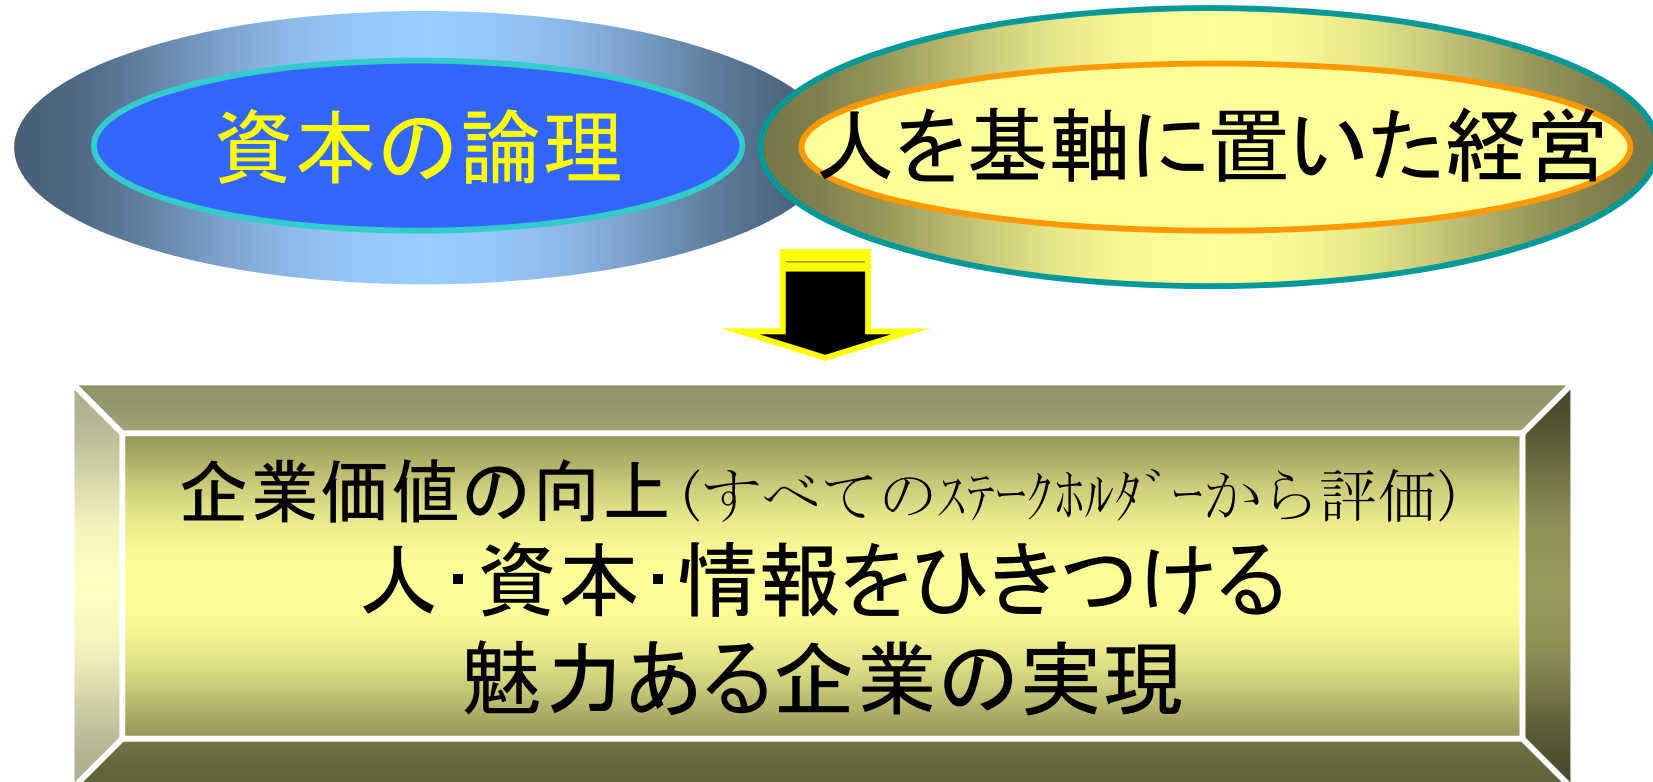 資本の論理
人を基軸に置いた経営
企業価値の向上(すべてのｽﾃｰｸﾎﾙﾀﾞｰから評価)
人・資本・情報をひきつける
魅力ある企業の実現